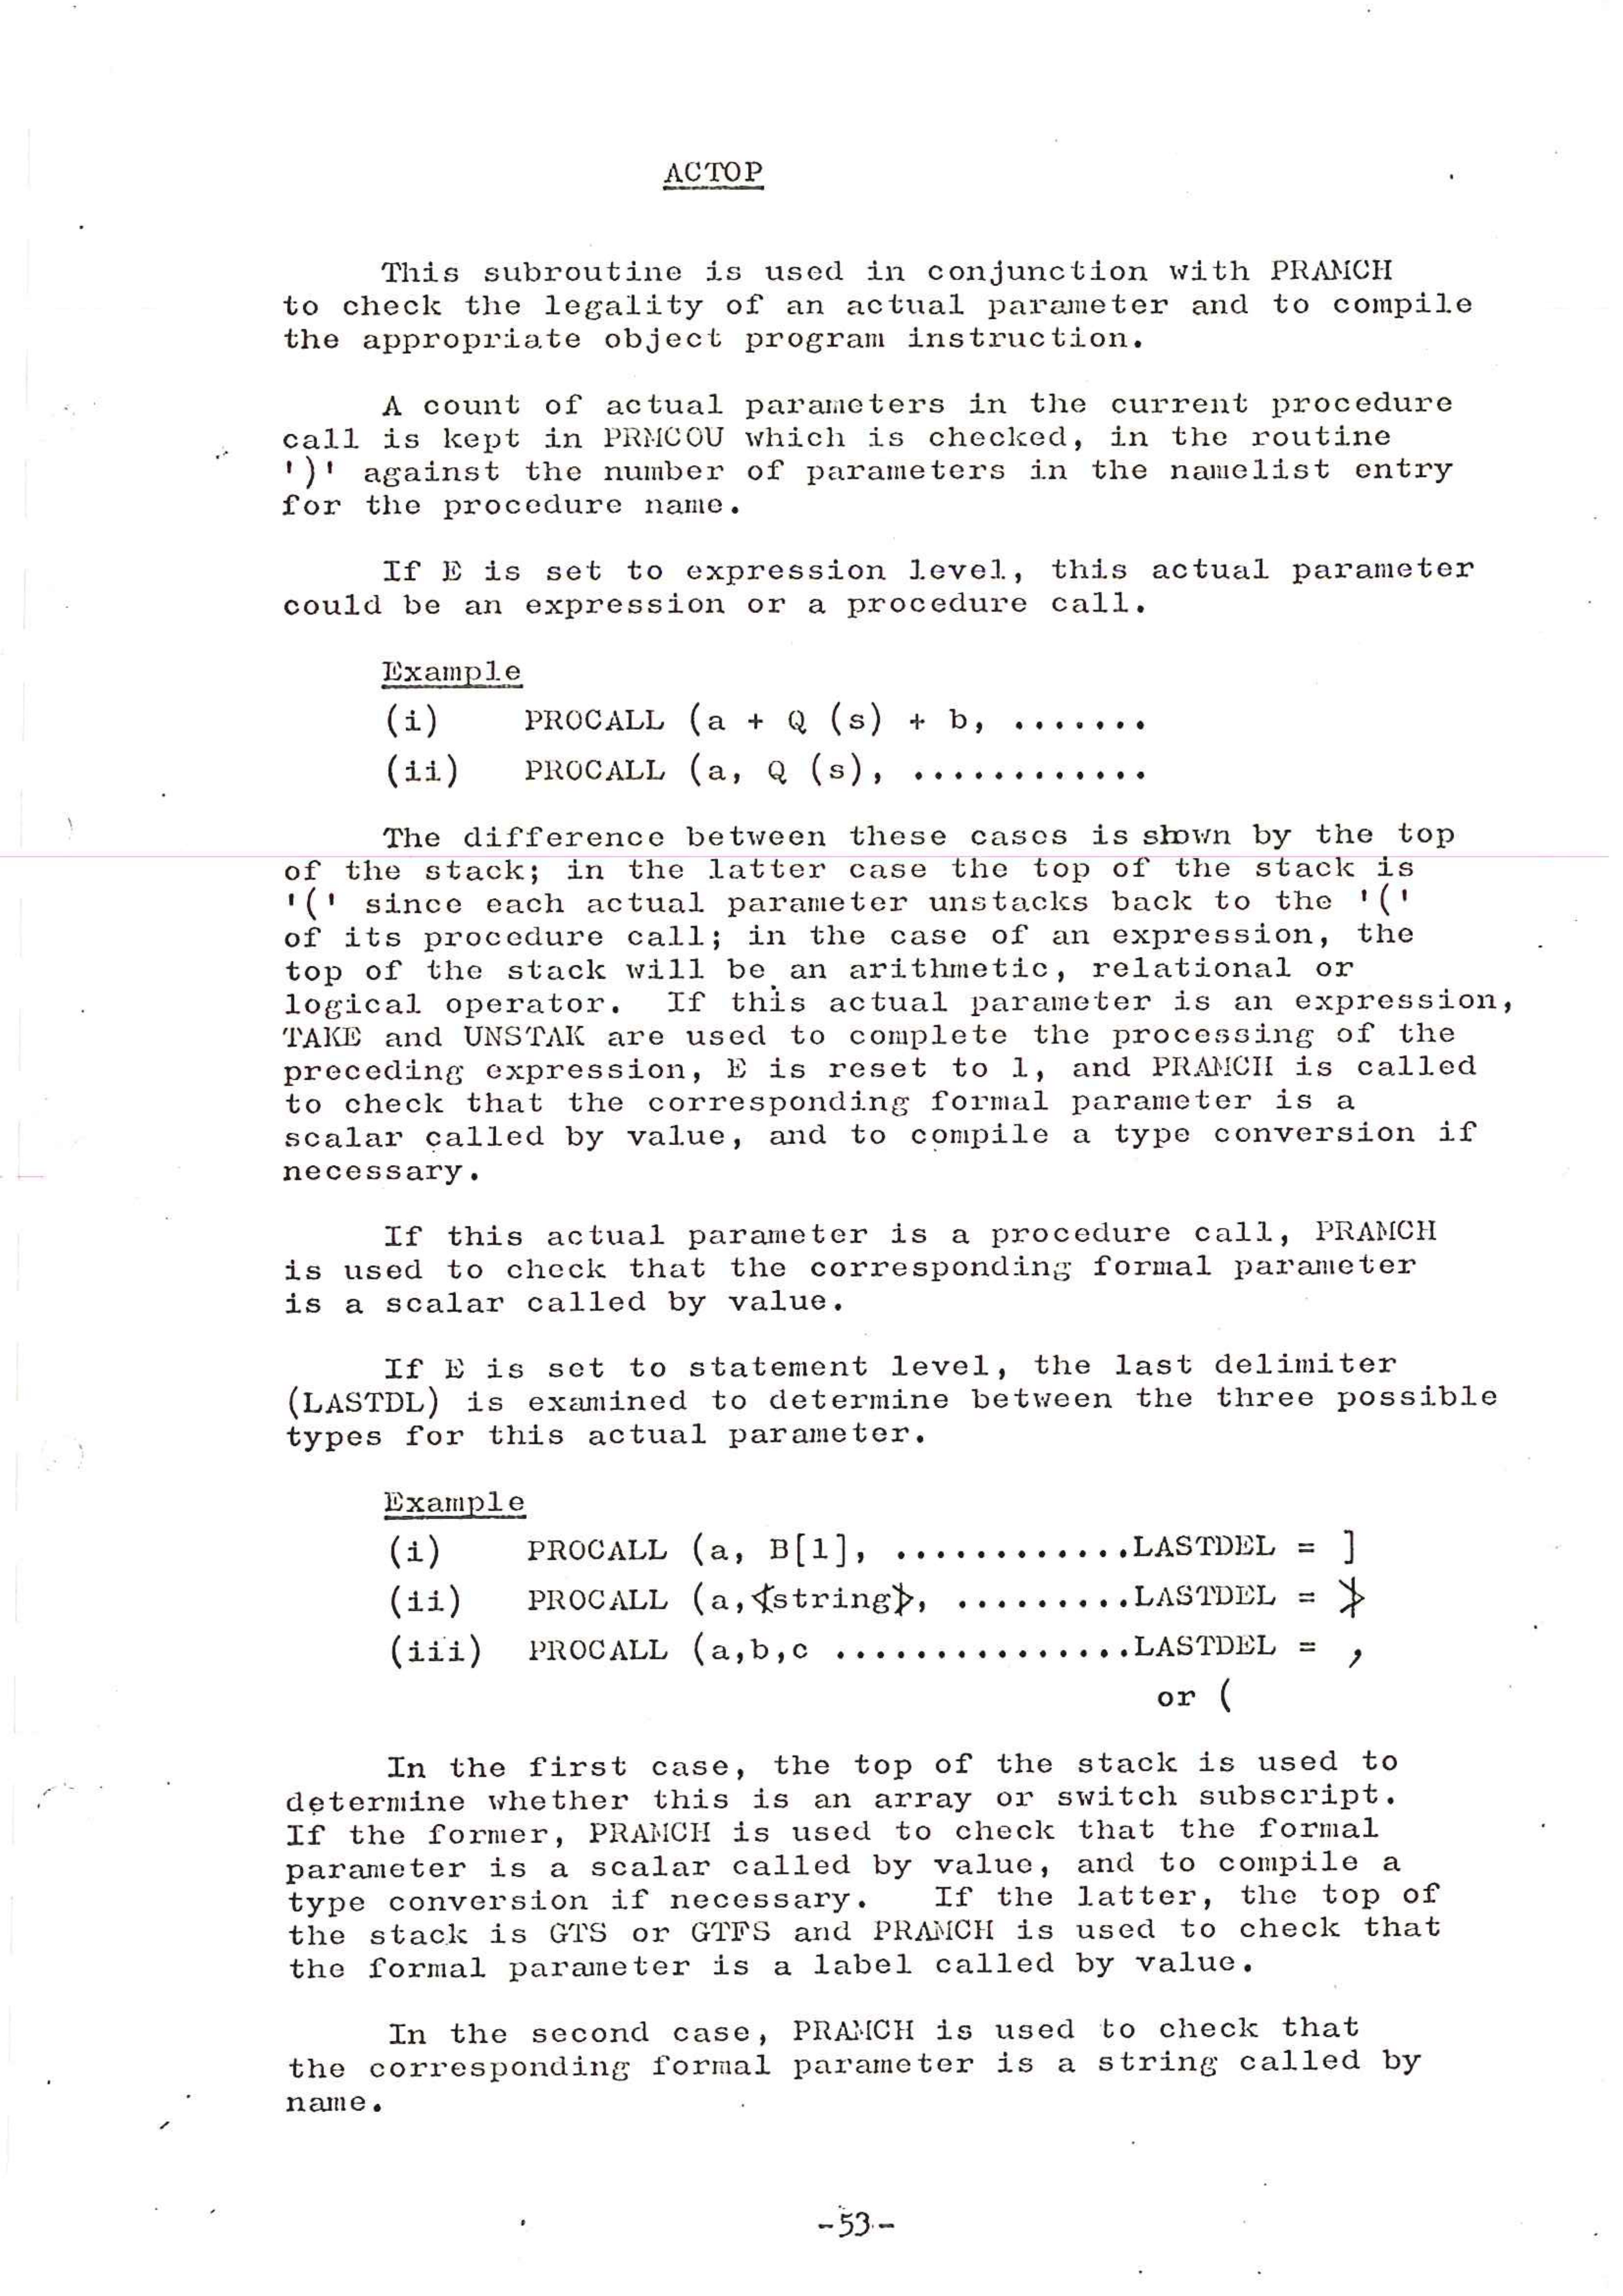 ACTOP
This subroutine is used in conjunction with PRAMCH
to check the legality of an actual parameter and to compile
the appropriate object program instruction.
A count of actual parameters in the current procedure
call is kept in PRMCOU which is checked, in the routine
')' against the number of parameters in the namelist entry
for the procedure name.
If E is set to expression level, this actual parameter
could be an expression or a procedure call.
Example
(i) PROCALL (a + Q (s) + b, .......
(ii) PROCALL (a, Q (s), ............
The difference between these cases is shown by the top
of the stack; in the latter case the top of the stack is
'(' since each actual parameter unstacks back to the '('
of its procedure call; in the case of an expression, the
top of the stack will be an arithmetic, relational or
logical operator. If this actual parameter is an expression,
TAKE and UNSTAK are used to complete the processing of the
preceding expression, E is reset to 1, and PRAMCH is called
to check that the corresponding formal parameter is a
scalar called by value, and to compile a type conversion if
necessary.
If this actual parameter is a procedure call, PRAMCH
is used to check that the corresponding formal parameter
is a scalar called by value.
If E is set to statement level, the last delimiter
(LASTDL) is examined to determine between the three possible
types for this actual parameter.
Example
(i) PROCALL (a, B[1], ............LASTDEL = ]
(ii) PROCALL (a,≮string≯, .........LASTDEL = ≯
(iii) PROCALL (a,b,c ...............LASTDEL = ,
or (
In the first case, the top of the stack is used to
determine whether this is an array or switch subscript.
If the former, PRAMCH is used to check that the formal
parameter is a scalar called by value, and to compile a
type conversion if necessary. If the latter, the top of
the stack is GTS or GTFS and PRAMCH is used to check that
the formal parameter is a label called by value.
In the second case, PRAMCH is used to check that
the corresponding formal parameter is a string called by
name.
-53-